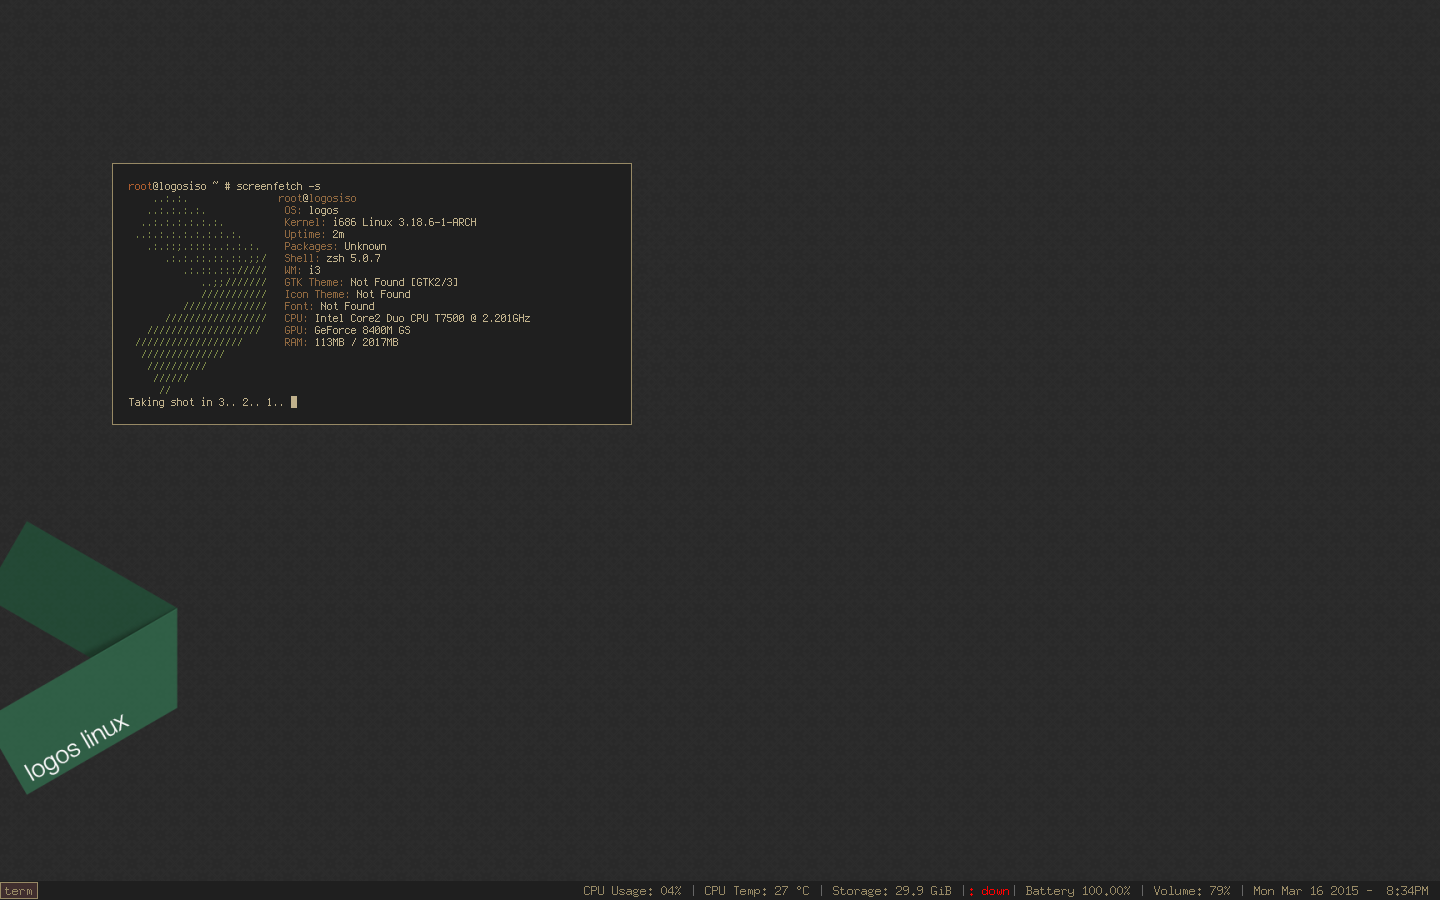 root@logosiso ~ # screenfetch -s
root@logosiso
OS: logos
Kernel: i686 Linux 3.18.6-1-ARCH
Uptime: 2m
Packages: Unknown
Shell: zsh 5.0.7
WM: i3
GTK Theme: Not Found [GTK2/3]
Icon Theme: Not Found
Font: Not Found
CPU: Intel Core2 Duo CPU T7500 @ 2.201GHz
GPU: GeForce 8400M GS
RAM: 113MB / 2017MB
Taking shot in 3.. 2.. 1..
logos linux
term
CPU Usage: 04% | CPU Temp: 27 °C | Storage: 29.9 GiB |: down| Battery 100.00% | Volume: 79% | Mon Mar 16 2015 - 8:34PM